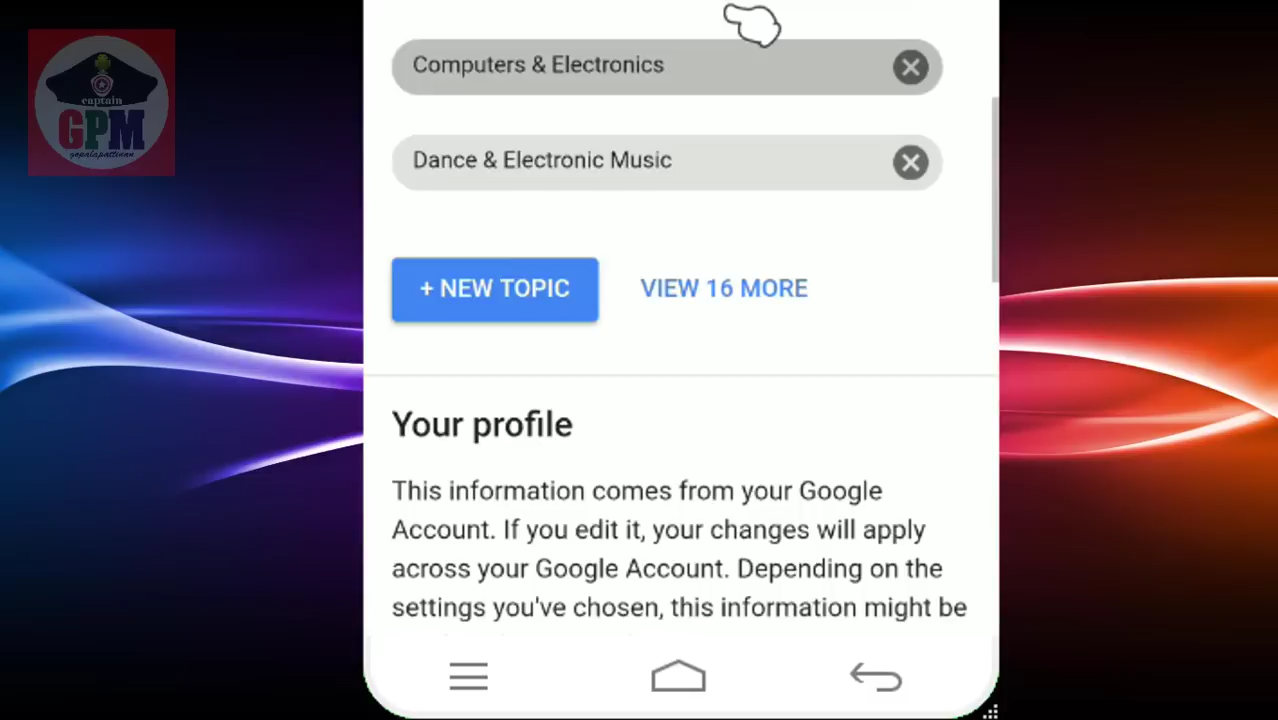 captain
GPM
gopalapattinan
Computers & Electronics
Dance & Electronic Music
+ NEW TOPIC
VIEW 16 MORE
Your profile
This information comes from your Google
Account. If you edit it, your changes will apply
across your Google Account. Depending on the
settings you've chosen, this information might be